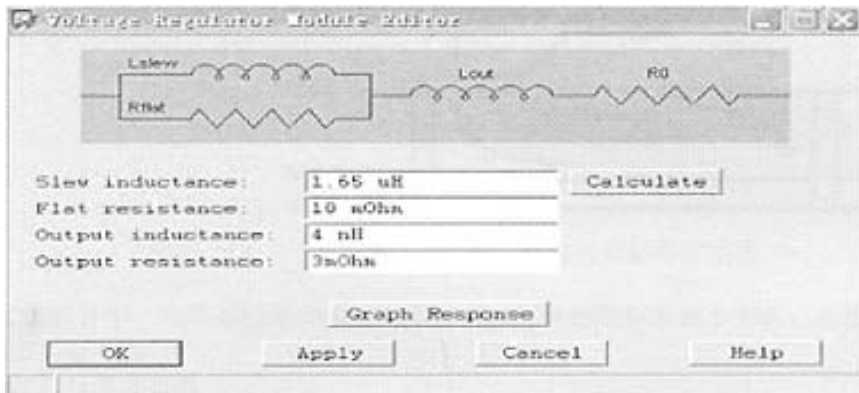 Voltage Regulator Module Editor
Lslew
Lout
R0
Rflat
Slew inductance: 1.65 uH Calculate
Flat resistance: 10 mOhm
Output inductance: 4 nH
Output resistance: 3mOhm
Graph Response
OK Apply Cancel Help